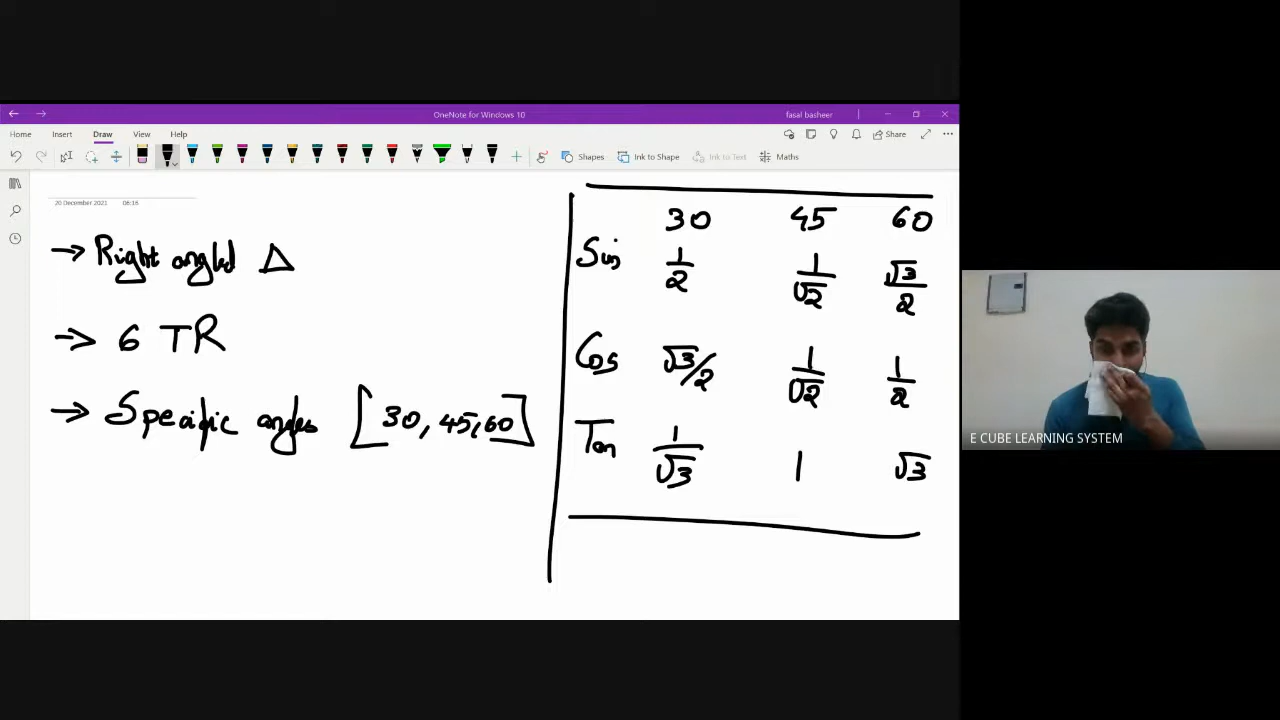 OneNote for Windows 10
fasal basheer
Home Insert Draw View Help
Share
Shapes Ink to Shape Ink to Text Maths
20 December 2021 06:16
→ Right angled Δ
→ 6 TR
→ Specific angles [30, 45, 60]
30 45 60
Sin 1/2 1/√2 √3/2
Cos √3/2 1/√2 1/2
Tan 1/√3 1 √3
E CUBE LEARNING SYSTEM